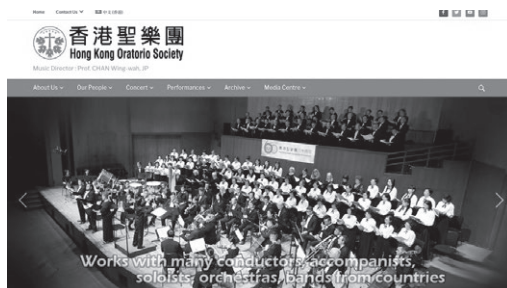 Home Contact Us 中文(香港)
香港聖樂團
Hong Kong Oratorio Society
Music Director : Prof. CHAN Wing-wah, JP
About Us Our People Concert Performances Archive Media Centre
Works with many conductors, accompanists,
soloists, orchestras, bands from countries